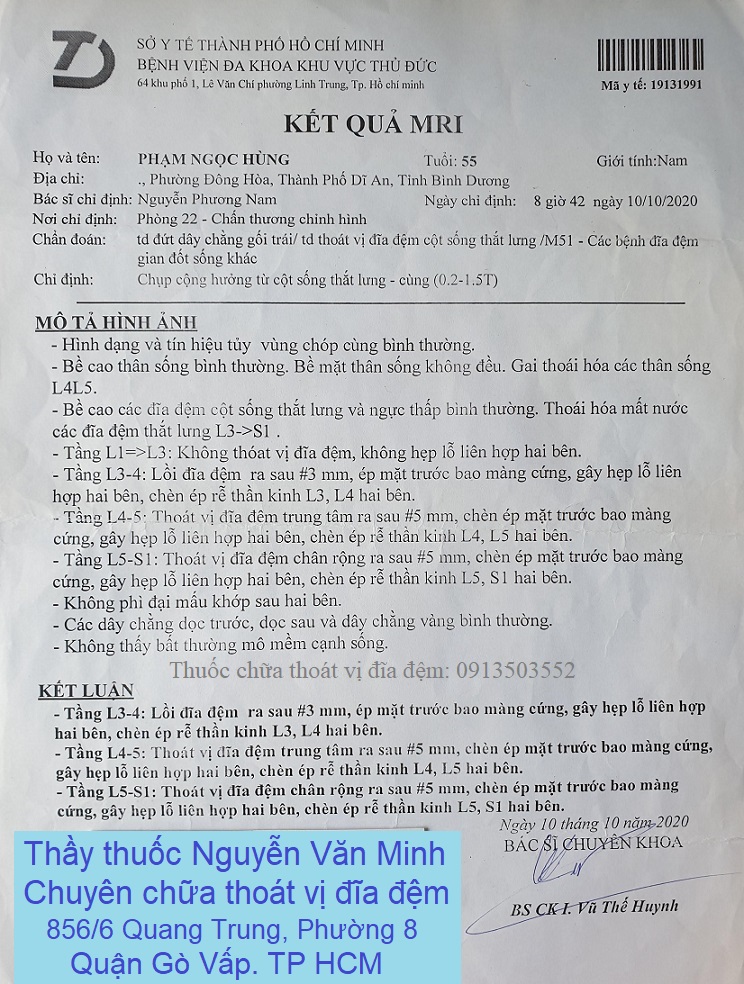 SỞ Y TẾ THÀNH PHỐ HỒ CHÍ MINH
BỆNH VIỆN ĐA KHOA KHU VỰC THỦ ĐỨC
64 khu phố 1, Lê Văn Chí phường Linh Trung, Tp. Hồ chí minh
Mã y tế: 19131991
KẾT QUẢ MRI
Họ và tên: PHẠM NGỌC HÙNG Tuổi: 55 Giới tính:Nam
Địa chỉ: ., Phường Đông Hòa, Thành Phố Dĩ An, Tỉnh Bình Dương
Bác sĩ chỉ định: Nguyễn Phương Nam Ngày chỉ định: 8 giờ 42 ngày 10/10/2020
Nơi chỉ định: Phòng 22 - Chấn thương chỉnh hình
Chẩn đoán: td đứt dây chằng gối trái/ td thoát vị đĩa đệm cột sống thắt lưng /M51 - Các bệnh đĩa đệm
gian đốt sống khác
Chỉ định: Chụp cộng hưởng từ cột sống thắt lưng - cùng (0.2-1.5T)
MÔ TẢ HÌNH ẢNH
- Hình dạng và tín hiệu tủy vùng chóp cùng bình thường.
- Bề cao thân sống bình thường. Bề mặt thân sống không đều. Gai thoái hóa các thân sống
L4L5.
- Bề cao các đĩa đệm cột sống thắt lưng và ngực thấp bình thường. Thoái hóa mất nước
các đĩa đệm thắt lưng L3->S1 .
- Tầng L1=>L3: Không thóat vị đĩa đệm, không hẹp lỗ liên hợp hai bên.
- Tầng L3-4: Lồi đĩa đệm ra sau #3 mm, ép mặt trước bao màng cứng, gây hẹp lỗ liên
hợp hai bên, chèn ép rễ thần kinh L3, L4 hai bên.
- Tầng L4-5: Thoát vị đĩa đệm trung tâm ra sau #5 mm, chèn ép mặt trước bao màng
cứng, gây hẹp lỗ liên hợp hai bên, chèn ép rễ thần kinh L4, L5 hai bên.
- Tầng L5-S1: Thoát vị đĩa đệm chân rộng ra sau #5 mm, chèn ép mặt trước bao màng
cứng, gây hẹp lỗ liên hợp hai bên, chèn ép rễ thần kinh L5, S1 hai bên.
- Không phì đại mấu khớp sau hai bên.
- Các dây chằng dọc trước, dọc sau và dây chằng vàng bình thường.
- Không thấy bất thường mô mềm cạnh sống.
Thuốc chữa thoát vị đĩa đệm: 0913503552
KẾT LUẬN
- Tầng L3-4: Lồi đĩa đệm ra sau #3 mm, ép mặt trước bao màng cứng, gây hẹp lỗ liên hợp
hai bên, chèn ép rễ thần kinh L3, L4 hai bên.
- Tầng L4-5: Thoát vị đĩa đệm trung tâm ra sau #5 mm, chèn ép mặt trước bao màng cứng,
gây hẹp lỗ liên hợp hai bên, chèn ép rễ thần kinh L4, L5 hai bên.
- Tầng L5-S1: Thoát vị đĩa đệm chân rộng ra sau #5 mm, chèn ép mặt trước bao màng
cứng, gây hẹp lỗ liên hợp hai bên, chèn ép rễ thần kinh L5, S1 hai bên.
Ngày 10 tháng 10 năm 2020
BÁC SĨ CHUYÊN KHOA
BS CK I. Vũ Thế Huynh
Thầy thuốc Nguyễn Văn Minh
Chuyên chữa thoát vị đĩa đệm
856/6 Quang Trung, Phường 8
Quận Gò Vấp. TP HCM